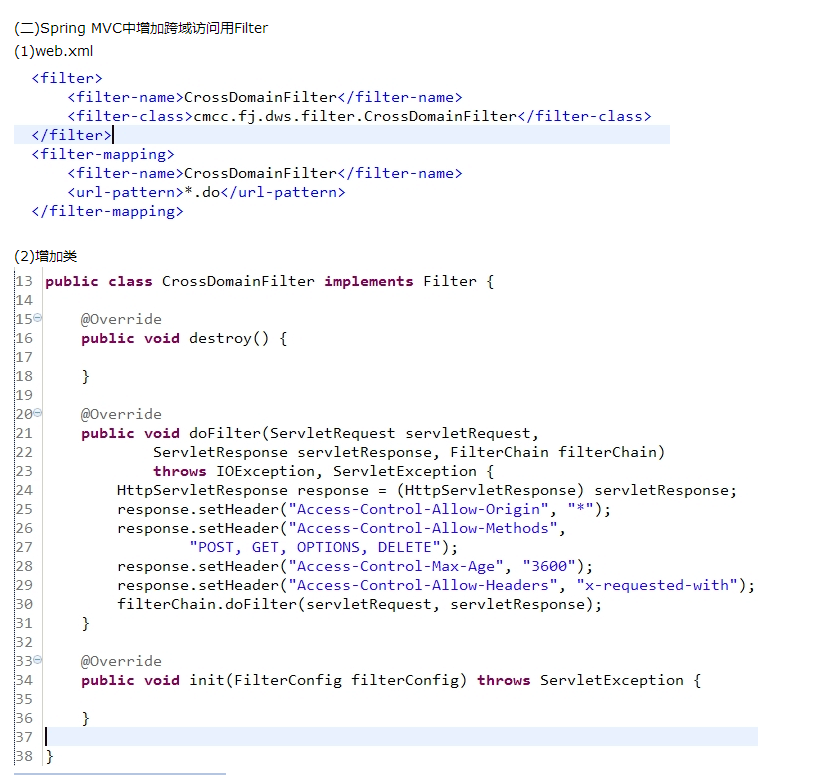 (二)Spring MVC中增加跨域访问用Filter
(1)web.xml
<filter>
<filter-name>CrossDomainFilter</filter-name>
<filter-class>cmcc.fj.dws.filter.CrossDomainFilter</filter-class>
</filter>
<filter-mapping>
<filter-name>CrossDomainFilter</filter-name>
<url-pattern>*.do</url-pattern>
</filter-mapping>
(2)增加类
13 public class CrossDomainFilter implements Filter {
14
15 @Override
16 public void destroy() {
17
18 }
19
20 @Override
21 public void doFilter(ServletRequest servletRequest,
22 ServletResponse servletResponse, FilterChain filterChain)
23 throws IOException, ServletException {
24 HttpServletResponse response = (HttpServletResponse) servletResponse;
25 response.setHeader("Access-Control-Allow-Origin", "*");
26 response.setHeader("Access-Control-Allow-Methods",
27 "POST, GET, OPTIONS, DELETE");
28 response.setHeader("Access-Control-Max-Age", "3600");
29 response.setHeader("Access-Control-Allow-Headers", "x-requested-with");
30 filterChain.doFilter(servletRequest, servletResponse);
31 }
32
33 @Override
34 public void init(FilterConfig filterConfig) throws ServletException {
35
36 }
37
38 }